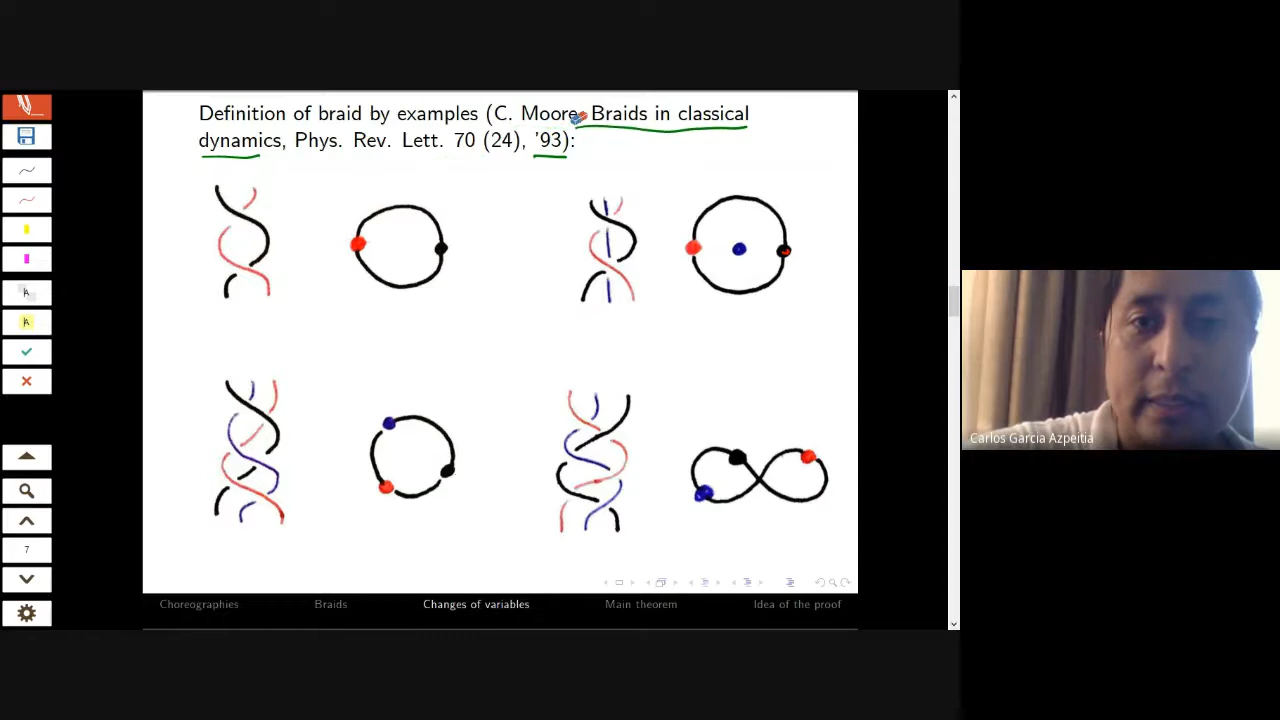 Definition of braid by examples (C. Moore, Braids in classical
dynamics, Phys. Rev. Lett. 70 (24), '93):
A
A
7
Carlos Garcia Azpeitia
Choreographies Braids Changes of variables Main theorem Idea of the proof